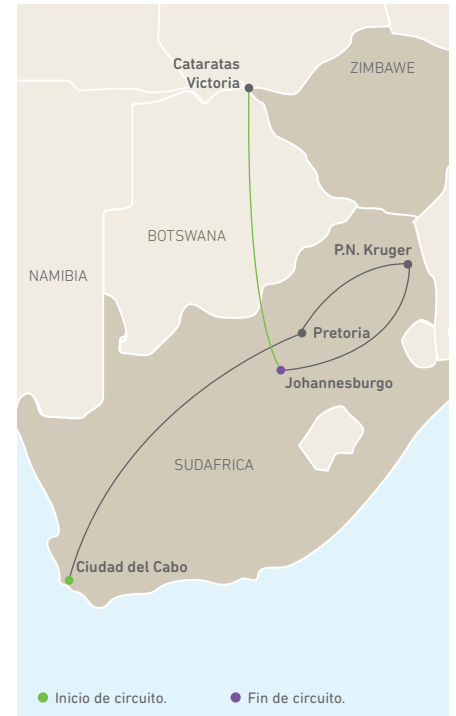 Cataratas
Victoria
ZIMBAWE
BOTSWANA
P.N. Kruger
NAMIBIA
Pretoria
Johannesburgo
SUDAFRICA
Ciudad del Cabo
Inicio de circuito.
Fin de circuito.